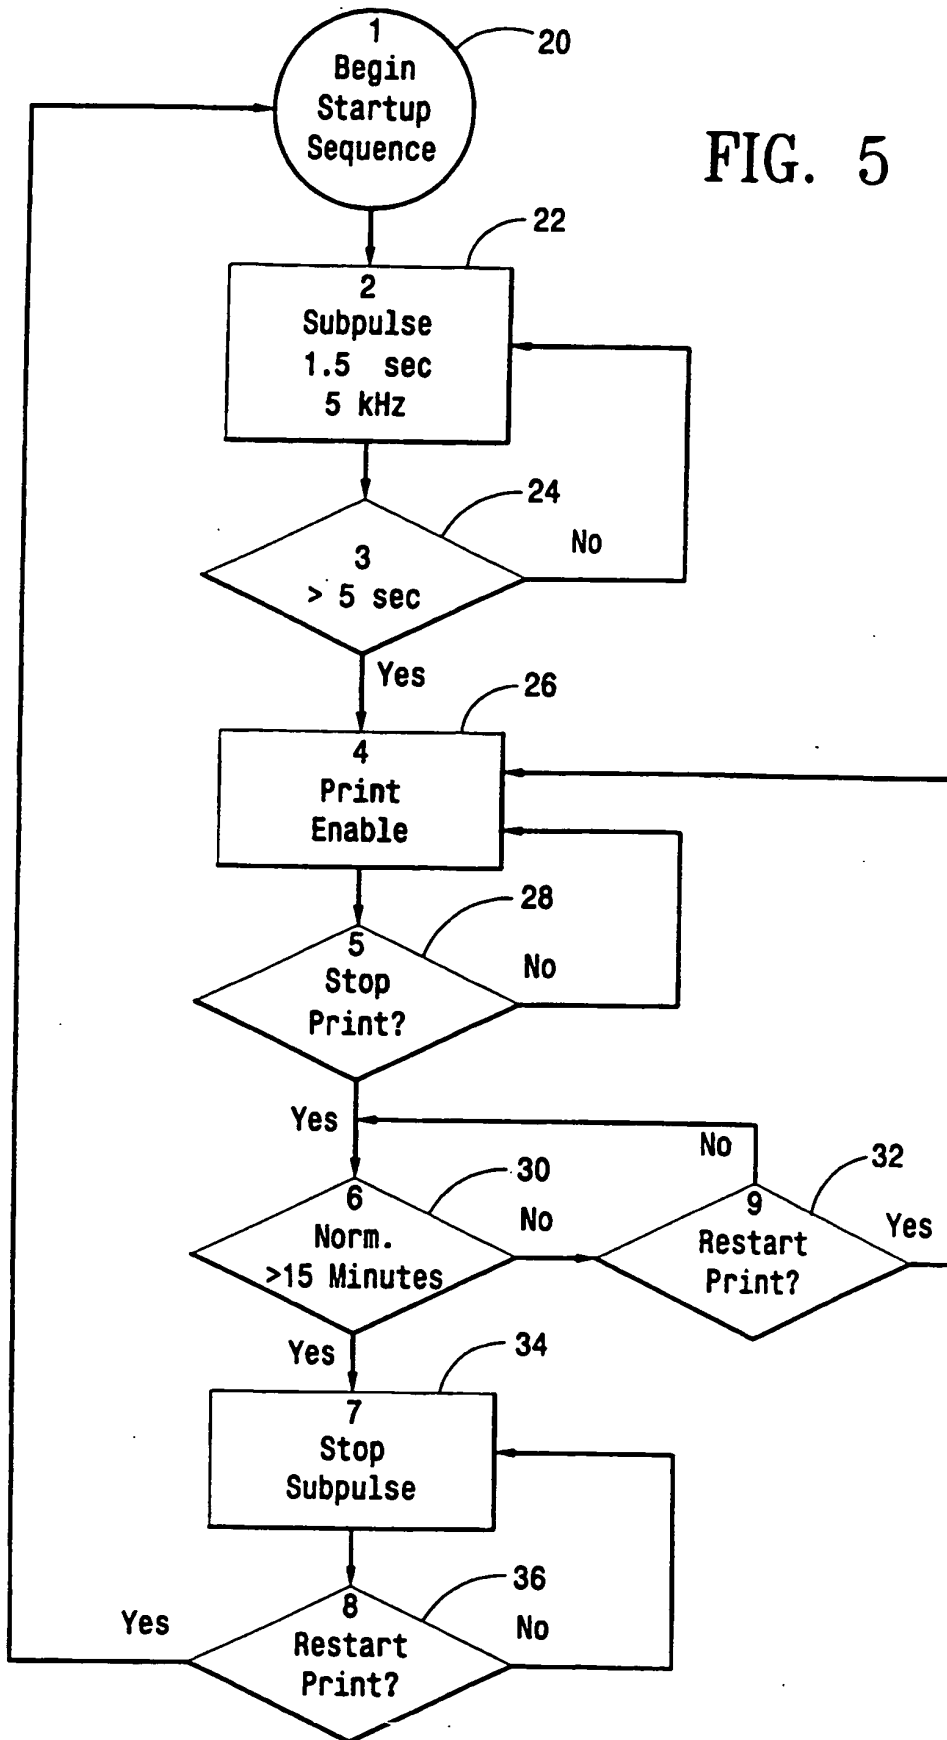 1
Begin
Startup
Sequence
20
FIG. 5
22
2
Subpulse
1.5 sec
5 kHz
24
3
> 5 sec
No
Yes
26
4
Print
Enable
28
5
Stop
Print?
No
Yes
No
30
32
6
Norm.
>15 Minutes
No
9
Restart
Print?
Yes
Yes
34
7
Stop
Subpulse
36
8
Restart
Print?
Yes
No